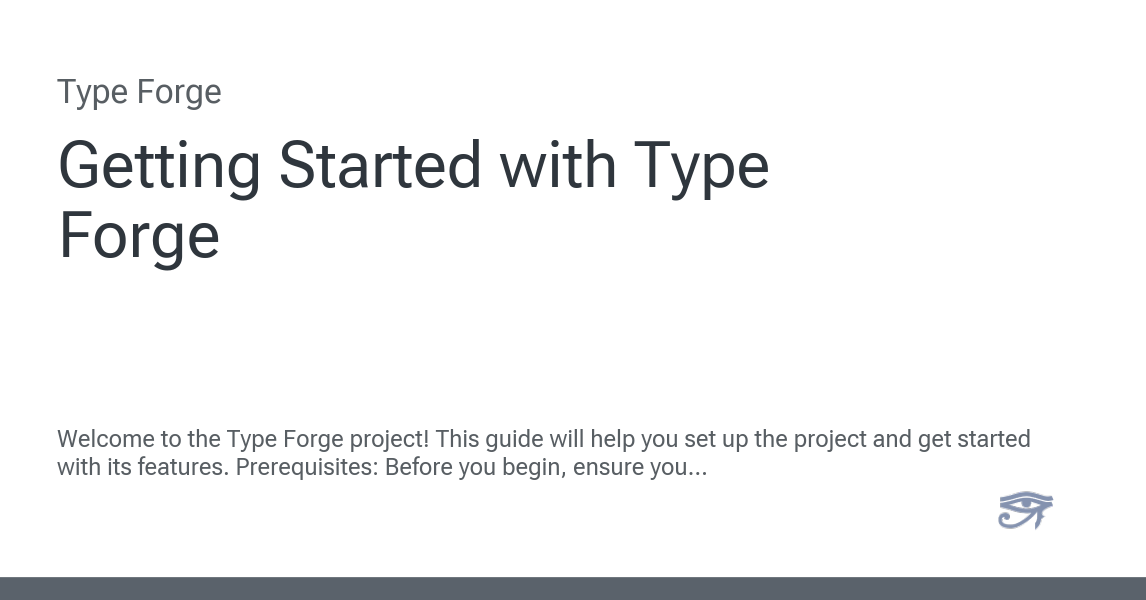 Type Forge
Getting Started with Type
Forge
Welcome to the Type Forge project! This guide will help you set up the project and get started
with its features. Prerequisites: Before you begin, ensure you...